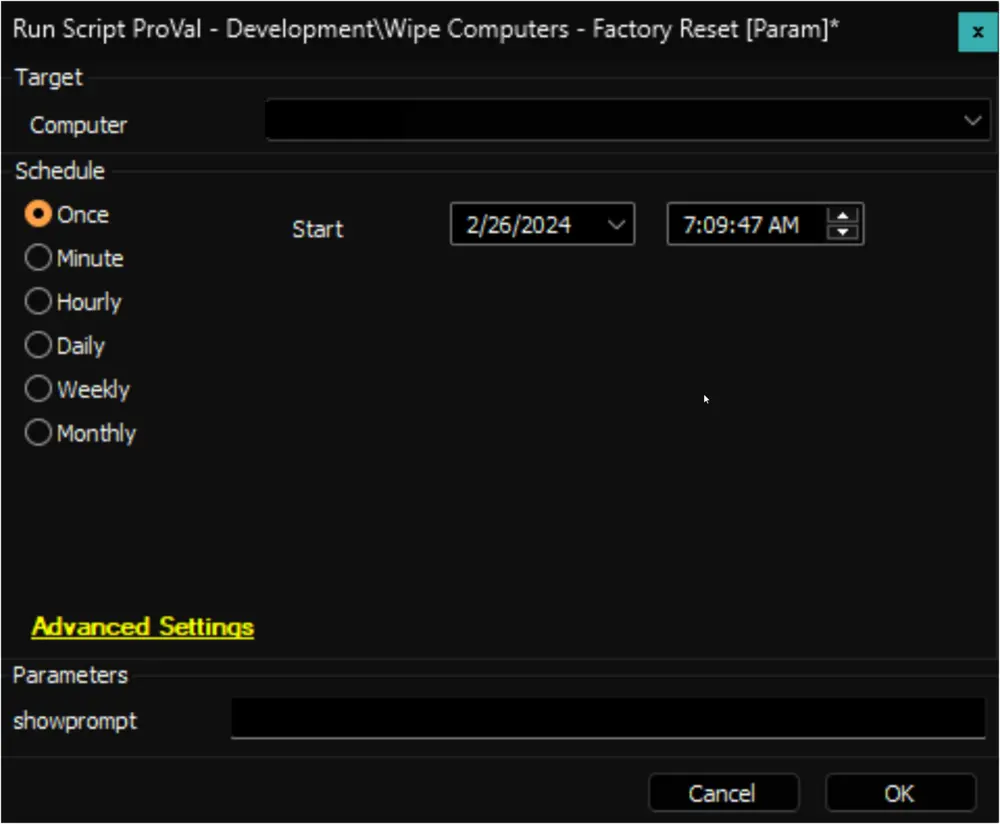 Run Script ProVal - Development\Wipe Computers - Factory Reset [Param]*
x
Target
Computer
Schedule
Once
Start
2/26/2024
7:09:47 AM
Minute
Hourly
Daily
Weekly
Monthly
Advanced Settings
Parameters
showprompt
Cancel
OK